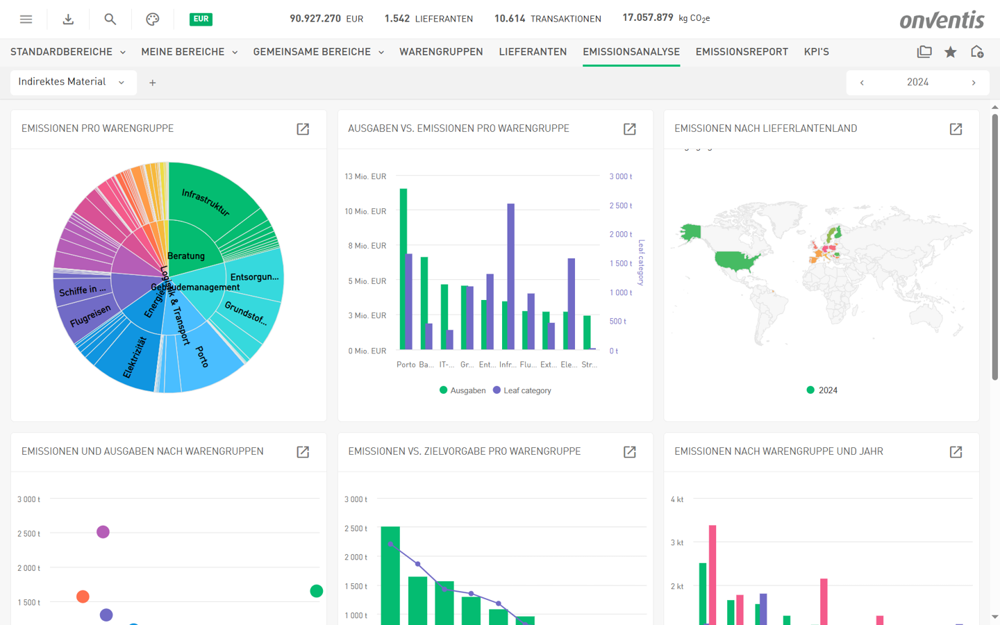 EUR
90.927.270 EUR
1.542 LIEFERANTEN
10.614 TRANSAKTIONEN
17.057.879 kg CO2e
onventis
STANDARDBEREICHE
MEINE BEREICHE
GEMEINSAME BEREICHE
WARENGRUPPEN
LIEFERANTEN
EMISSIONSANALYSE
EMISSIONSREPORT
KPI'S
Indirektes Material
+
2024
EMISSIONEN PRO WARENGRUPPE
Infrastruktur
Beratung
Entsorgun...
Gebäudemanagement
Grundstof...
Logistik & Transport
Porto
Energie
Elektrizität
Flugreisen
Schiffe in ...
AUSGABEN VS. EMISSIONEN PRO WARENGRUPPE
13 Mio. EUR
10 Mio. EUR
8 Mio. EUR
5 Mio. EUR
3 Mio. EUR
0 Mio. EUR
3 000 t
2 500 t
2 000 t
1 500 t
1 000 t
500 t
0 t
Leaf category
Porto Ba... IT-... Gr... Ent... Infr... Flu... Ext... Ele... Str...
Ausgaben Leaf category
EMISSIONEN NACH LIEFERLANTENLAND
2024
EMISSIONEN UND AUSGABEN NACH WARENGRUPPEN
3 000 t
2 500 t
2 000 t
1 500 t
EMISSIONEN VS. ZIELVORGABE PRO WARENGRUPPE
3 000 t
2 500 t
2 000 t
1 500 t
1 000 t
EMISSIONEN NACH WARENGRUPPE UND JAHR
4 kt
3 kt
2 kt